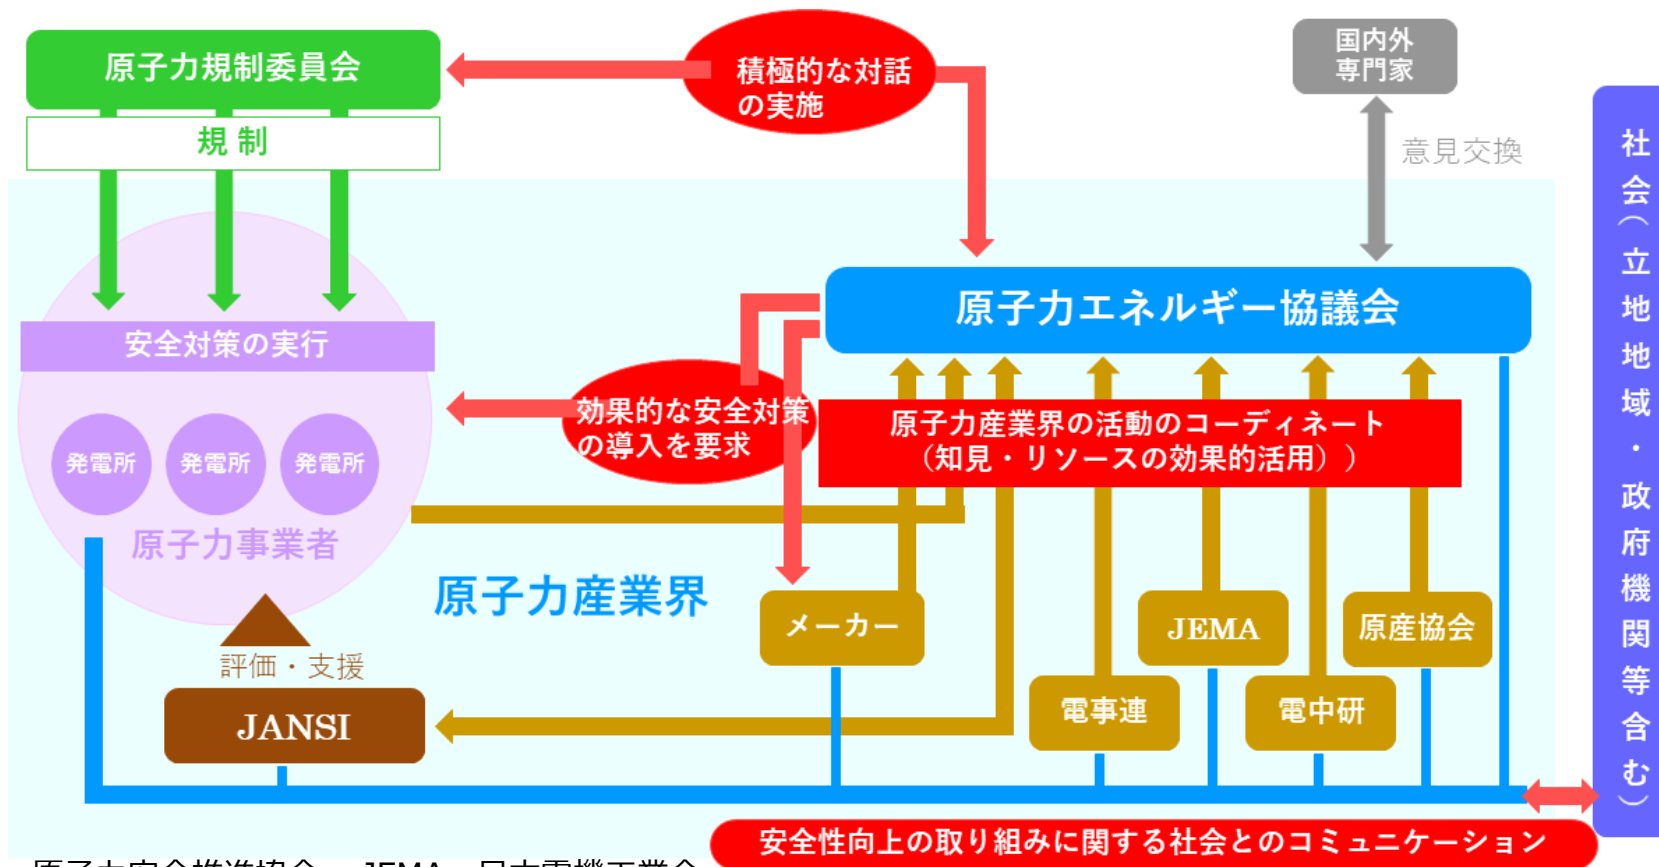 原子力規制委員会
規 制
積極的な対話
の実施
国内外
専門家
意見交換
社会(立地地域・政府機関等含む)
原子力エネルギー協議会
安全対策の実行
発電所
発電所
発電所
原子力事業者
効果的な安全対策
の導入を要求
原子力産業界の活動のコーディネート
(知見・リソースの効果的活用))
原子力産業界
メーカー
JEMA
原産協会
電事連
電中研
評価・支援
JANSI
安全性向上の取り組みに関する社会とのコミュニケーション